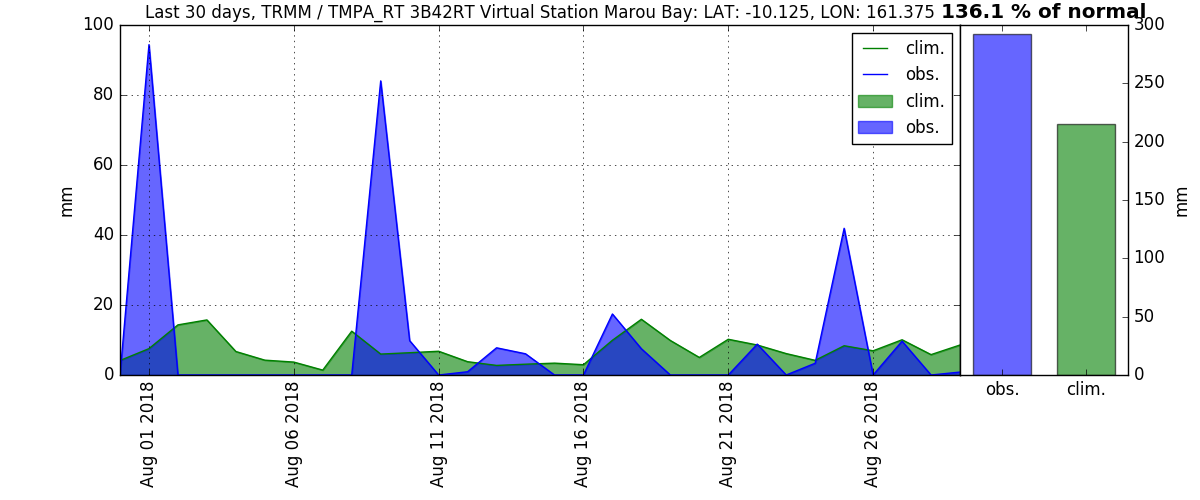 Last 30 days, TRMM / TMPA_RT 3B42RT Virtual Station Marou Bay: LAT: -10.125, LON: 161.375 136.1 % of normal
100
80
60
40
20
0
mm
clim.
obs.
clim.
obs.
Aug 01 2018
Aug 06 2018
Aug 11 2018
Aug 16 2018
Aug 21 2018
Aug 26 2018
300
250
200
150
100
50
0
mm
obs. clim.